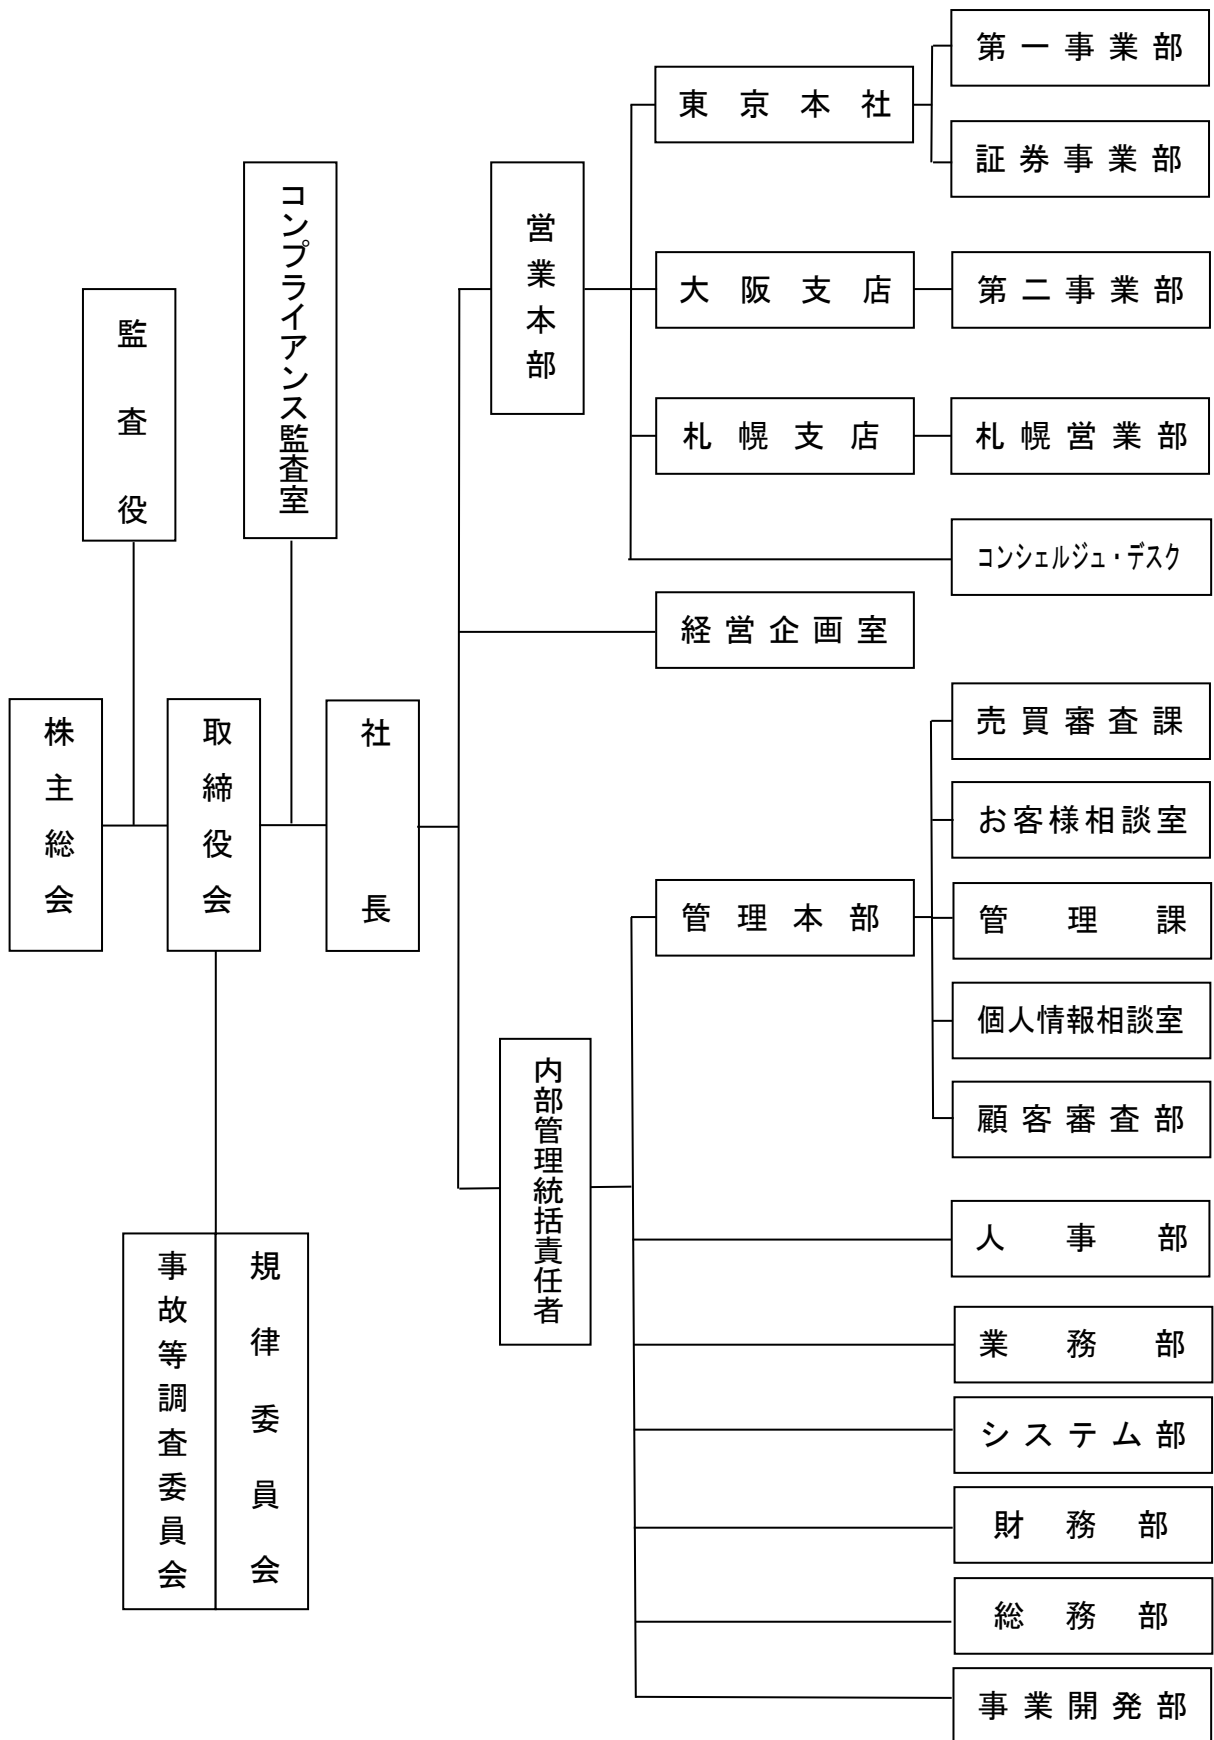 第一事業部
東京本社
証券事業部
営業本部
コンプライアンス監査室
大阪支店
第二事業部
監査役
札幌支店
札幌営業部
コンシェルジュ・デスク
経営企画室
株主総会
取締役会
社長
売買審査課
お客様相談室
管理本部
管理課
個人情報相談室
顧客審査部
内部管理統括責任者
人事部
事故等調査委員会
規律委員会
業務部
システム部
財務部
総務部
事業開発部